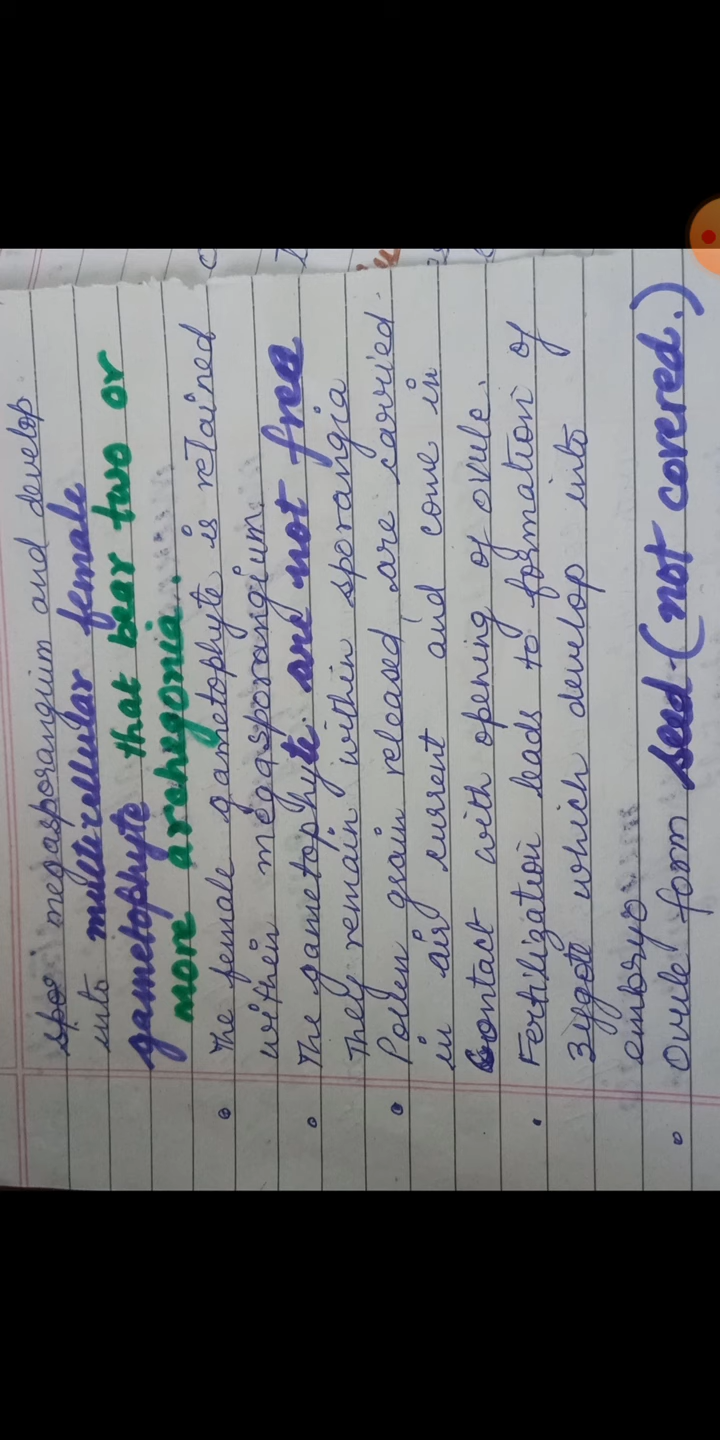 spo megasporangium and develop
into multicellular female
gametophyte that bear two or
more archegonia.
• The female gametophyte is retained
within megasporangium.
• The gametophyte are not free
They remain within sporangia
• Pollen grain released are carried
in air current and come in
Contact with opening of ovule.
• Fertilization leads to formation of
zygote which develop into
embryo
• Ovule form seed (not covered.)